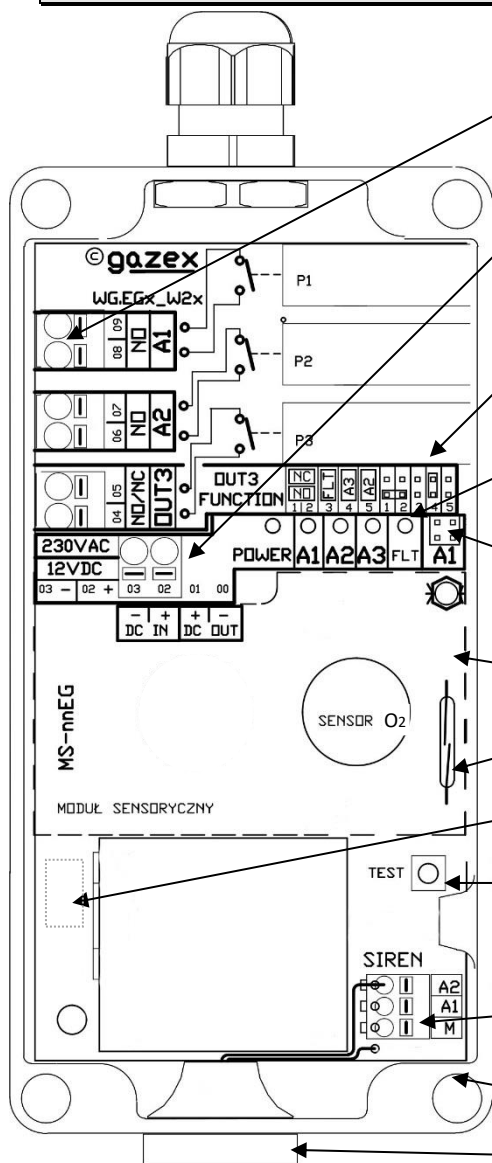 © gazex
WG.EGx_W2x
P1
08 09
NO
A1
P2
06 07
NO
A2
P3
04 05
NO/NC
OUT3
OUT3
FUNCTION
NC
NO
FLT
A3
A2
1 2 3 4 5 1 2 3 4 5
230VAC
12VDC
03 - 02 + 03 02 01 00
POWER A1 A2 A3 FLT A1
- + + -
DC IN DC OUT
MS-nnEG
SENSOR O2
MODUŁ SENSORYCZNY
TEST
SIREN
A2
A1
M